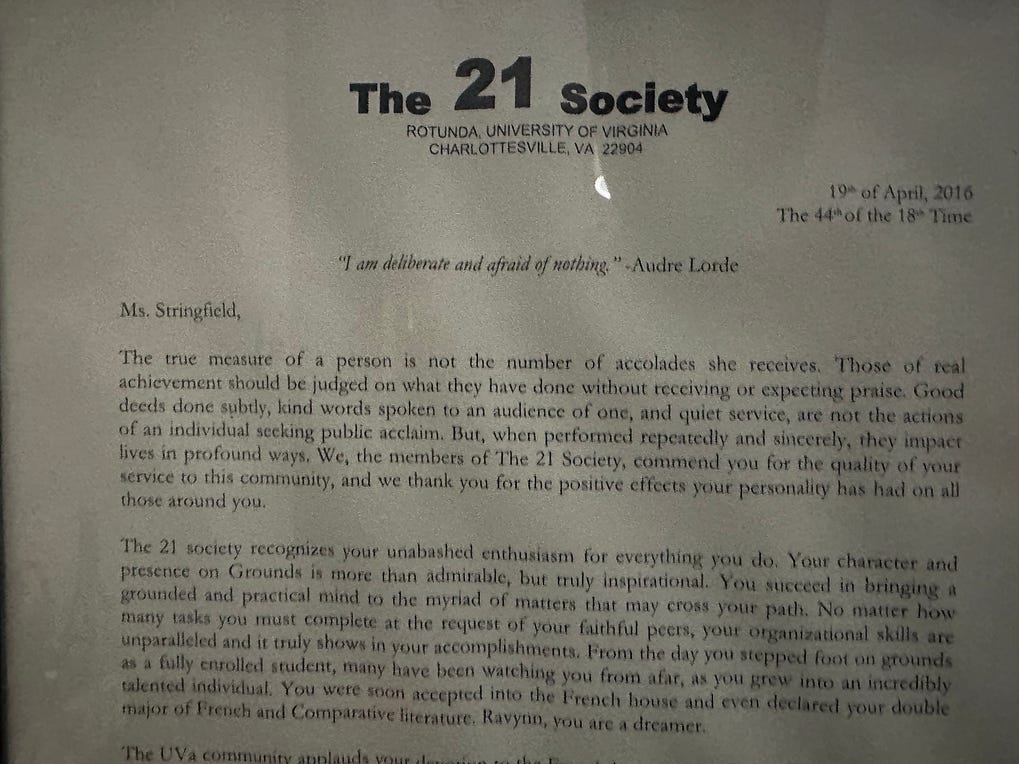 The 21 Society
ROTUNDA, UNIVERSITY OF VIRGINIA
CHARLOTTESVILLE, VA 22904
19th of April, 2016
The 44th of the 18th Time
"I am deliberate and afraid of nothing." -Audre Lorde
Ms. Stringfield,
The true measure of a person is not the number of accolades she receives. Those of real
achievement should be judged on what they have done without receiving or expecting praise. Good
deeds done subtly, kind words spoken to an audience of one, and quiet service, are not the actions
of an individual seeking public acclaim. But, when performed repeatedly and sincerely, they impact
lives in profound ways. We, the members of The 21 Society, commend you for the quality of your
service to this community, and we thank you for the positive effects your personality has had on all
those around you.
The 21 society recognizes your unabashed enthusiasm for everything you do. Your character and
presence on Grounds is more than admirable, but truly inspirational. You succeed in bringing a
grounded and practical mind to the myriad of matters that may cross your path. No matter how
many tasks you must complete at the request of your faithful peers, your organizational skills are
unparalleled and it truly shows in your accomplishments. From the day you stepped foot on grounds
as a fully enrolled student, many have been watching you from afar, as you grew into an incredibly
talented individual. You were soon accepted into the French house and even declared your double
major of French and Comparative literature. Ravynn, you are a dreamer.
The UVa community applauds your